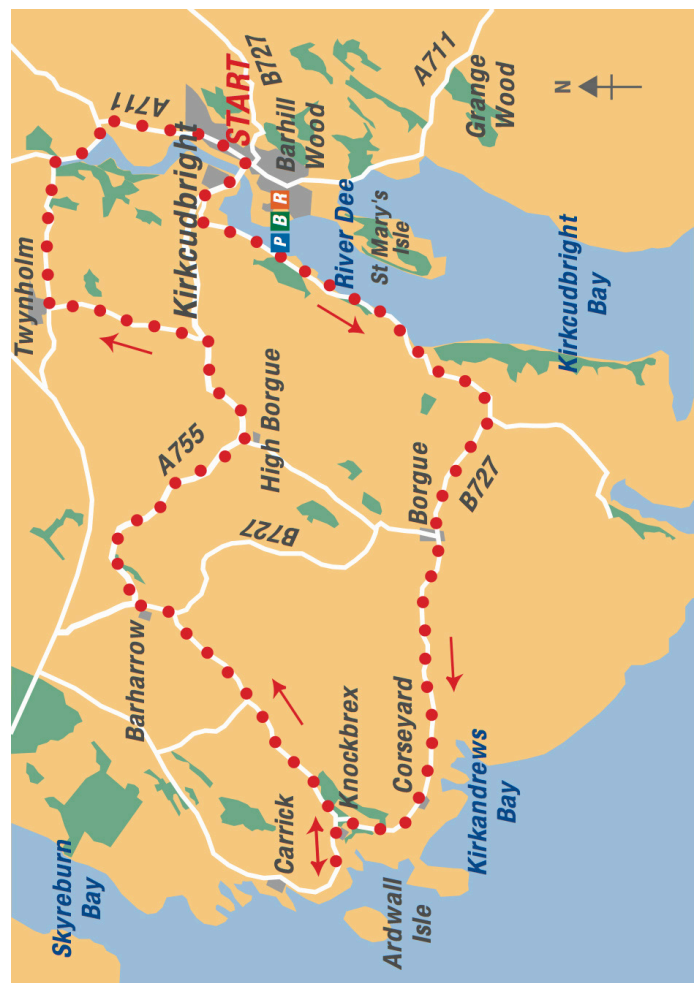 Twynholm
Skyreburn
Bay
A711
Barharrow
A755
Kirkcudbright
START
B727
High Borgue
B727
Carrick
P B R
Barhill
Wood
River Dee
Knockbrex
St Mary's
Isle
Ardwall
Isle
Corseyard
Borgue
A711
Kirkandrews
Bay
B727
Grange
Wood
Kirkcudbright
Bay
N